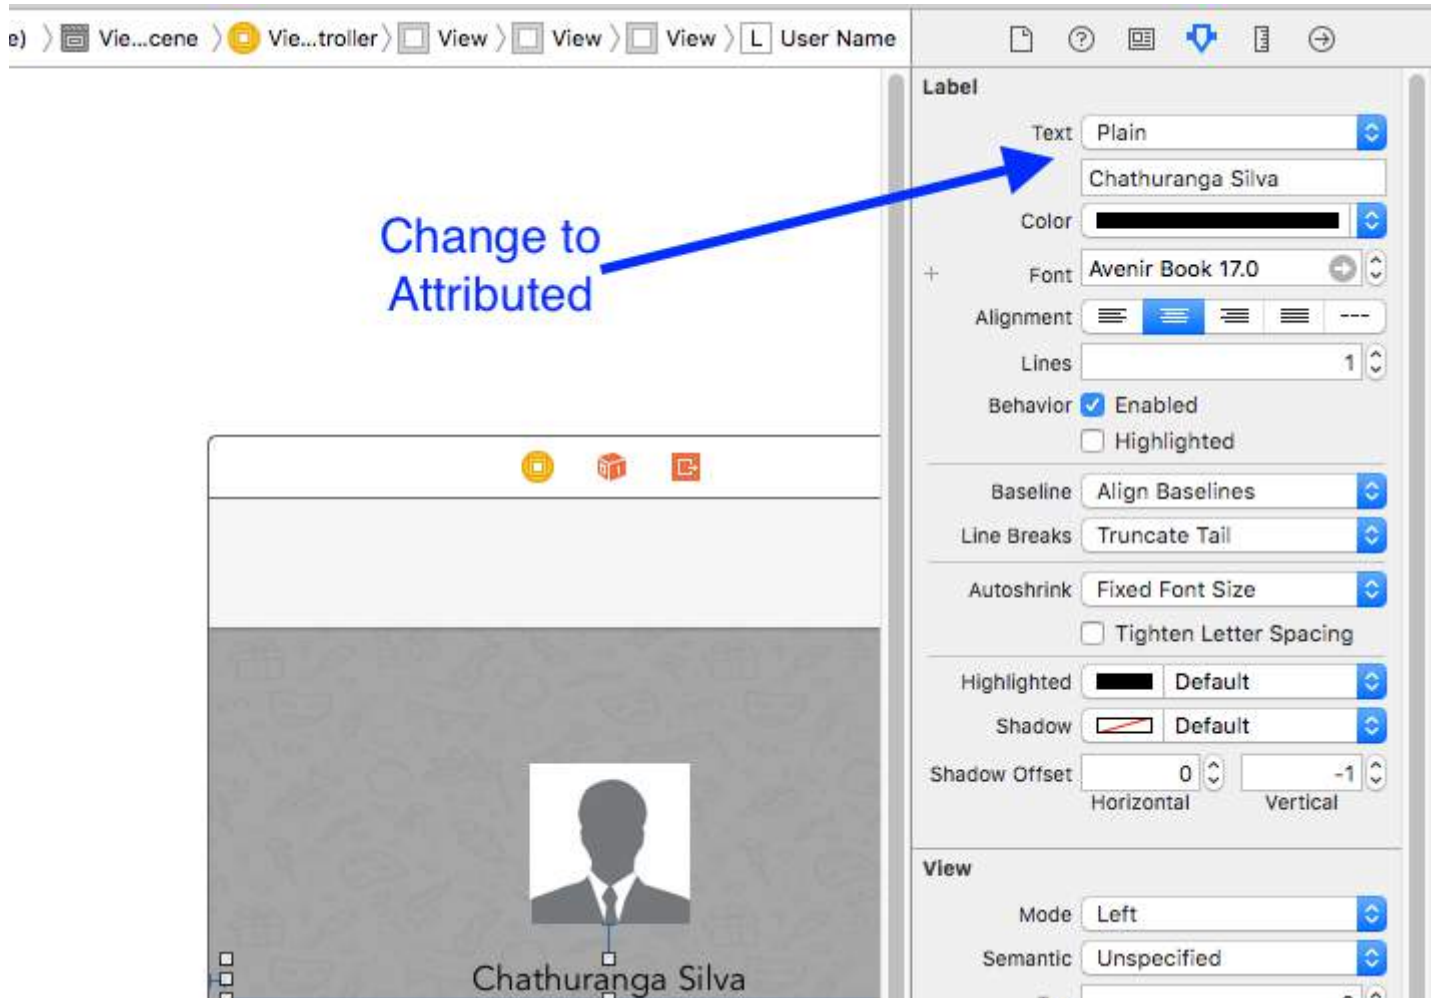 e) 〉 Vie...cene 〉 Vie...troller 〉 View 〉 View 〉 View 〉 L User Name
Label
Text Plain
Chathuranga Silva
Color
Change to
Attributed
+ Font Avenir Book 17.0
Alignment ---
Lines 1
Behavior Enabled
Highlighted
Baseline Align Baselines
Line Breaks Truncate Tail
Autoshrink Fixed Font Size
Tighten Letter Spacing
Highlighted Default
Shadow Default
Shadow Offset 0 -1
Horizontal Vertical
View
Mode Left
Semantic Unspecified
Chathuranga Silva